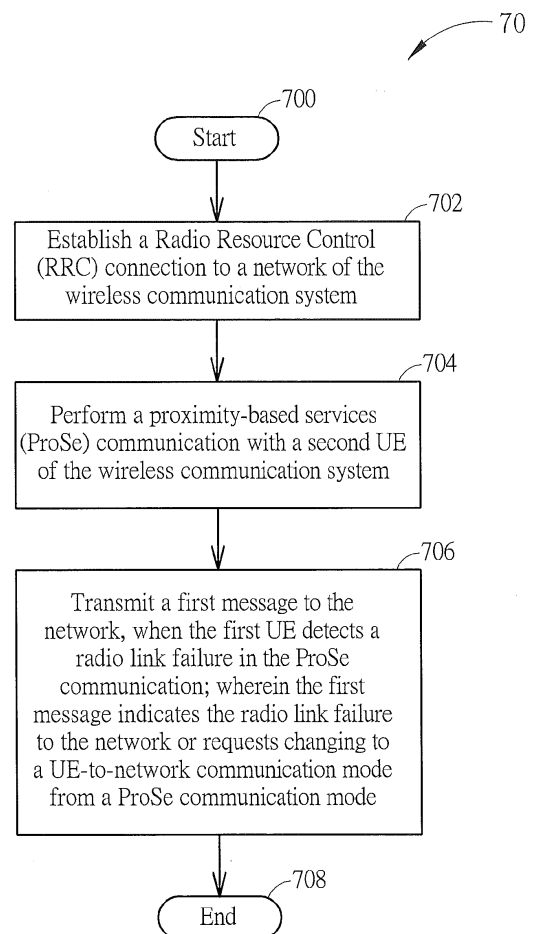 70
700
Start
702
Establish a Radio Resource Control
(RRC) connection to a network of the
wireless communication system
704
Perform a proximity-based services
(ProSe) communication with a second UE
of the wireless communication system
706
Transmit a first message to the
network, when the first UE detects a
radio link failure in the ProSe
communication; wherein the first
message indicates the radio link failure
to the network or requests changing to
a UE-to-network communication mode
from a ProSe communication mode
708
End